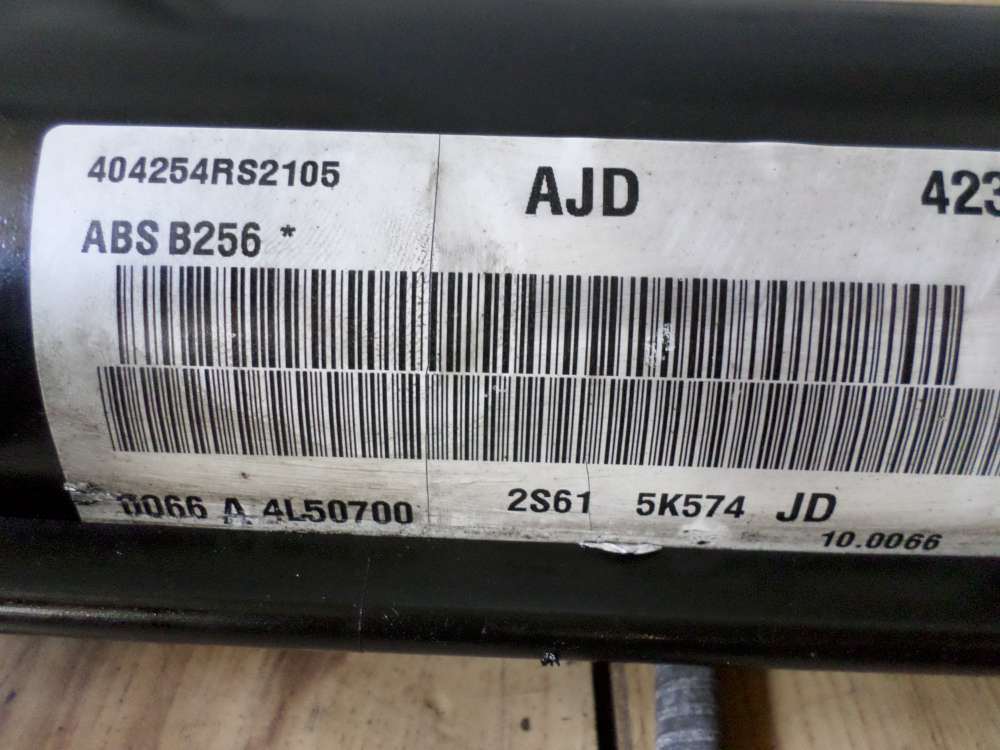 404254RS2105 AJD 423
ABS B256 *
0066 A 4L50700 2S61 5K574 JD
10.0066